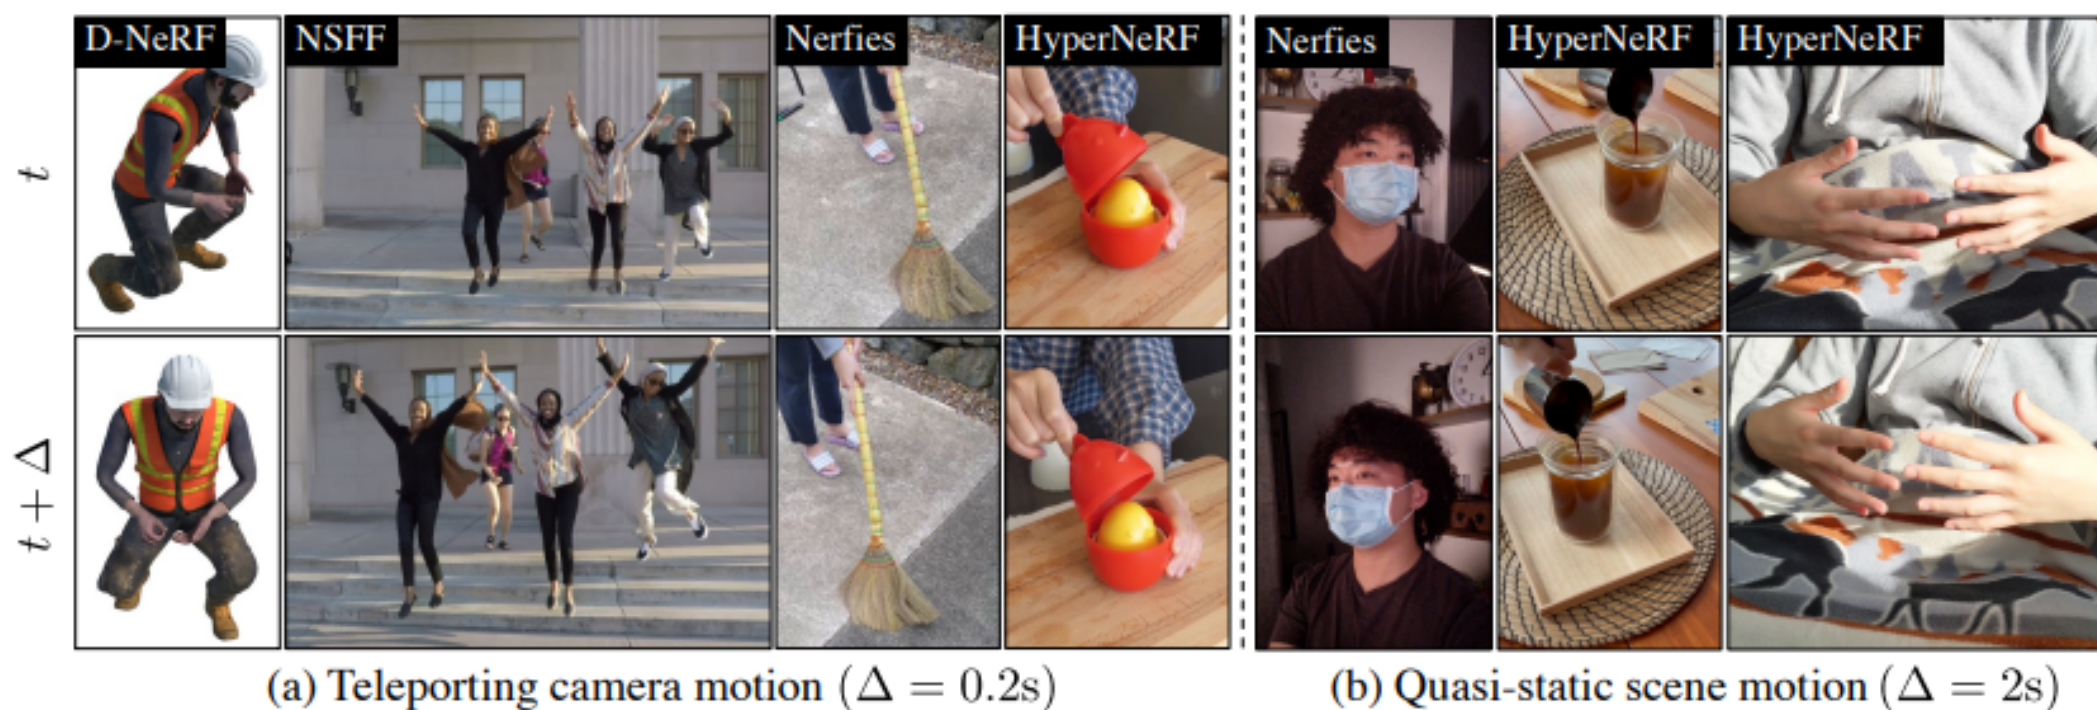 D-NeRF
NSFF
Nerfies
HyperNeRF
Nerfies
HyperNeRF
HyperNeRF
t
t + Δ
(a) Teleporting camera motion (Δ = 0.2s)
(b) Quasi-static scene motion (Δ = 2s)